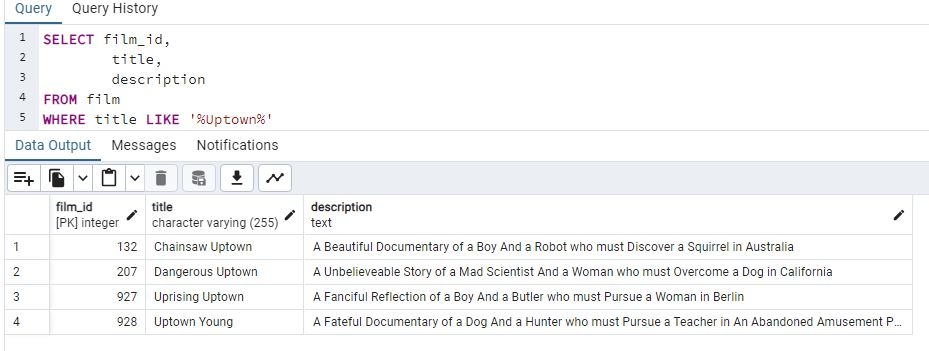 Query Query History
1 SELECT film_id,
2 title,
3 description
4 FROM film
5 WHERE title LIKE '%Uptown%'
Data Output Messages Notifications
film_id title description
[PK] integer character varying (255) text
1 132 Chainsaw Uptown A Beautiful Documentary of a Boy And a Robot who must Discover a Squirrel in Australia
2 207 Dangerous Uptown A Unbelieveable Story of a Mad Scientist And a Woman who must Overcome a Dog in California
3 927 Uprising Uptown A Fanciful Reflection of a Boy And a Butler who must Pursue a Woman in Berlin
4 928 Uptown Young A Fateful Documentary of a Dog And a Hunter who must Pursue a Teacher in An Abandoned Amusement P...